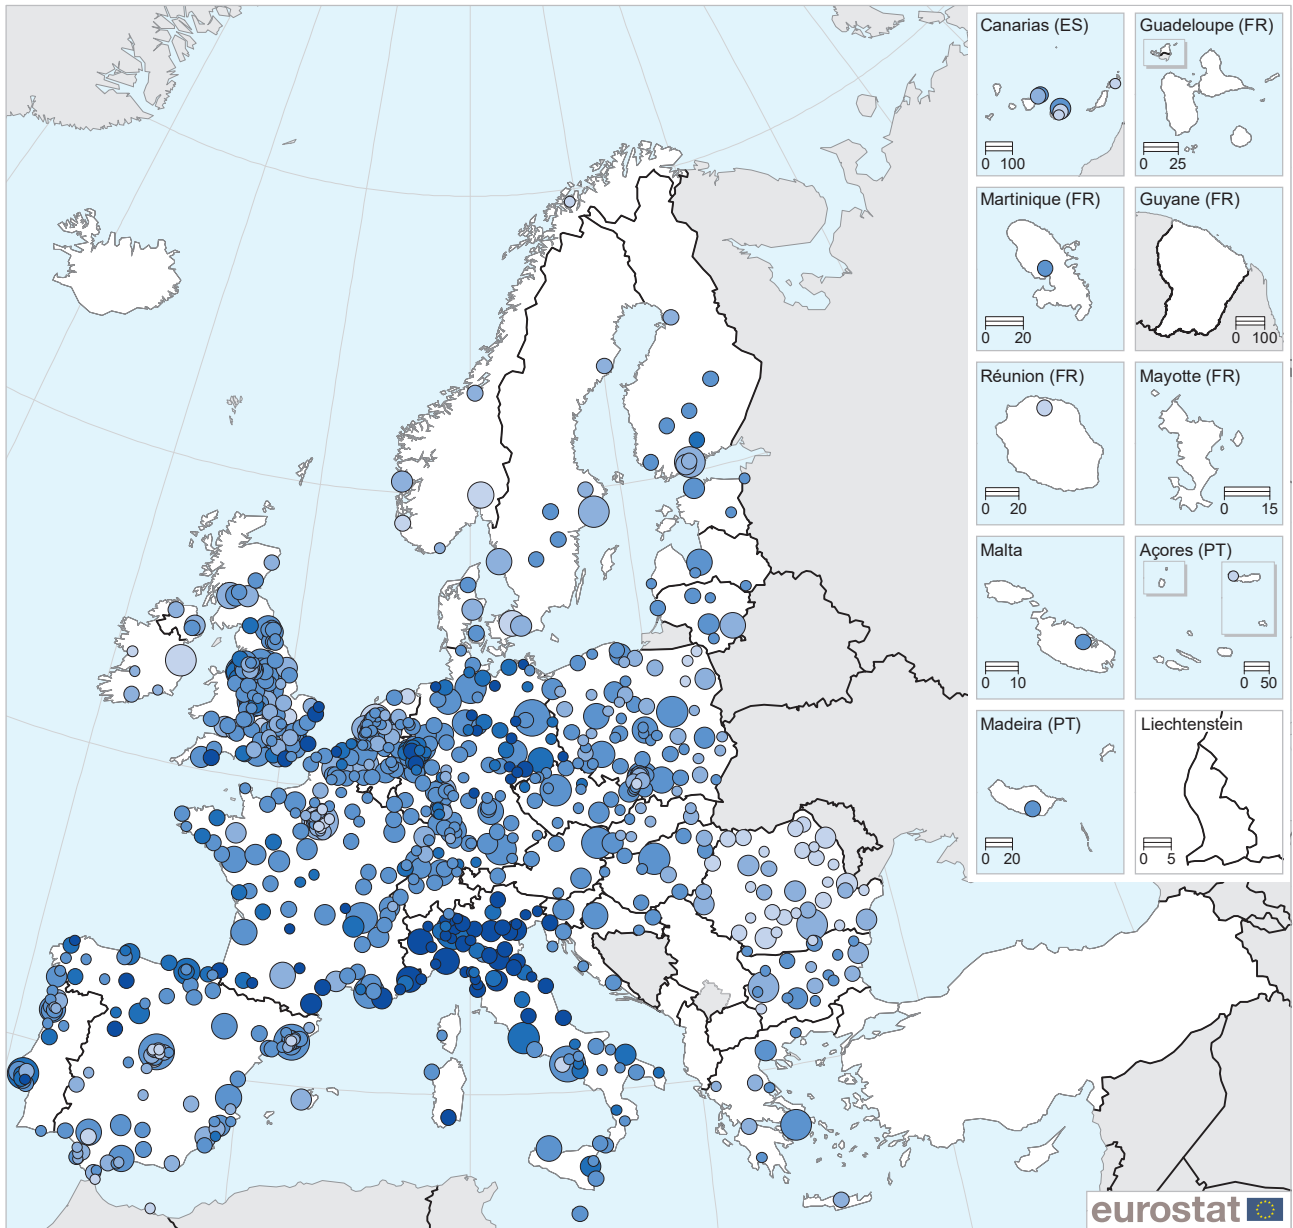 Canarias (ES)
0 100
Guadeloupe (FR)
0 25
Martinique (FR)
0 20
Guyane (FR)
0 100
Réunion (FR)
0 20
Mayotte (FR)
0 15
Malta
0 10
Açores (PT)
0 50
Madeira (PT)
0 20
Liechtenstein
0 5
eurostat